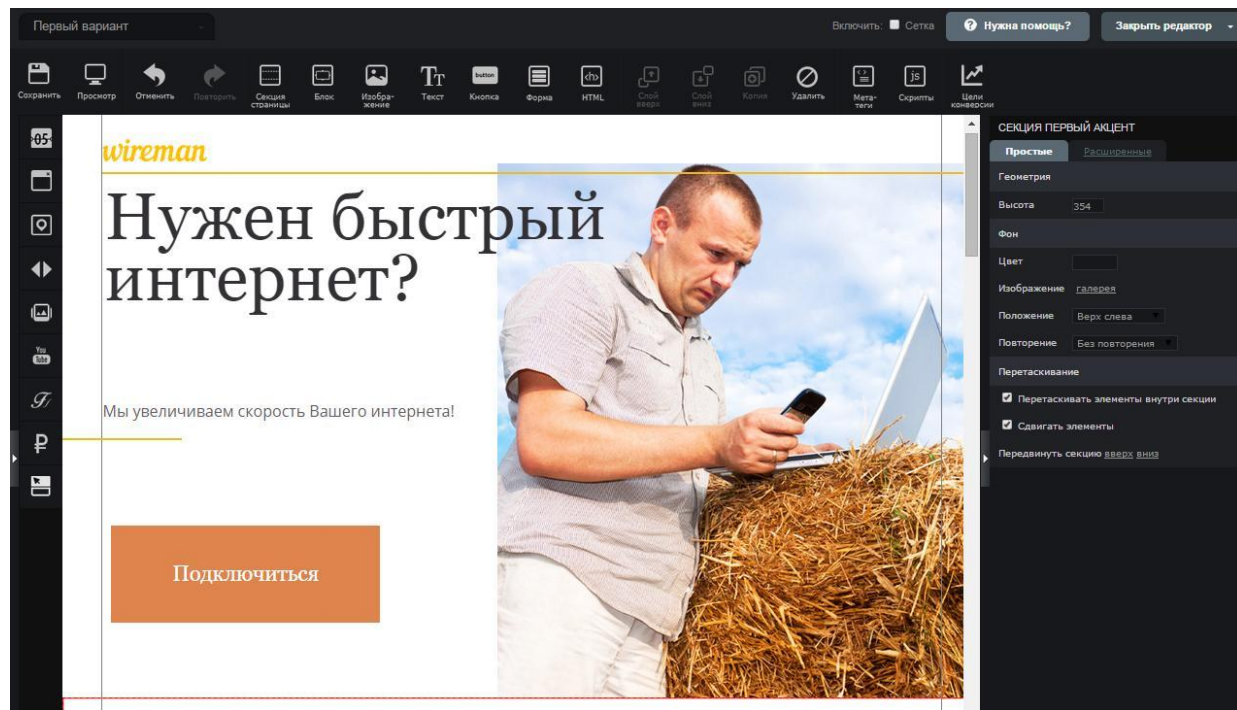 Первый вариант
Включить: Сетка
? Нужна помощь?
Закрыть редактор
Сохранить
Просмотр
Отменить
Повторить
Секция
страницы
Блок
Изобра-
жение
TT
Текст
button
Кнопка
Форма
HTML
Слой
вверх
Слой
вниз
Копия
Удалить
Мета-
теги
js
Скрипты
Цели
конверсии
05
You
Tube
₽
wireman
Нужен быстрый
интернет?
Мы увеличиваем скорость Вашего интернета!
Подключиться
СЕКЦИЯ ПЕРВЫЙ АКЦЕНТ
Простые
Расширенные
Геометрия
Высота 354
Фон
Цвет
Изображение галерея
Положение Верх слева
Повторение Без повторения
Перетаскивание
Перетаскивать элементы внутри секции
Сдвигать элементы
Передвинуть секцию вверх вниз